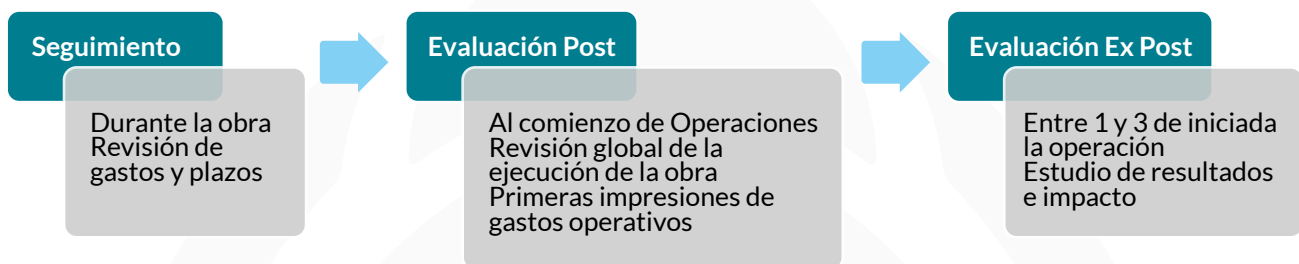 Seguimiento
Durante la obra
Revisión de
gastos y plazos
Evaluación Post
Al comienzo de Operaciones
Revisión global de la
ejecución de la obra
Primeras impresiones de
gastos operativos
Evaluación Ex Post
Entre 1 y 3 de iniciada
la operación
Estudio de resultados
e impacto